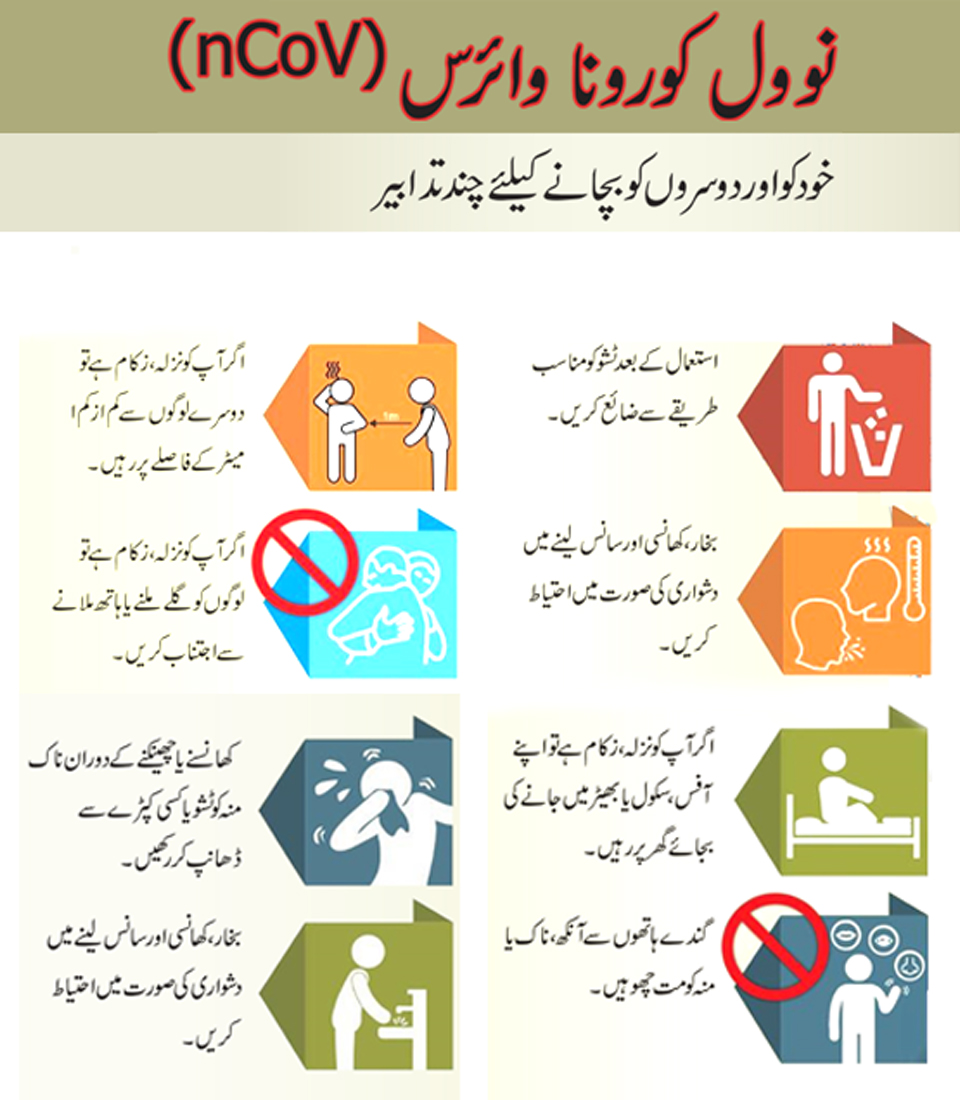 نوول کورونا وائرس (nCoV)
خود کو اور دوسروں کو بچانے کیلئے چند تدابیر
استعمال کے بعد ٹشو کو مناسب
طریقے سے ضائع کریں۔
اگر آپ کو نزلہ، زکام ہے تو
دوسرے لوگوں سے کم از کم ا
میٹر کے فاصلے پر رہیں۔
1m
بخار، کھانسی اور سانس لینے میں
دشواری کی صورت میں احتیاط
کریں۔
اگر آپ کو نزلہ، زکام ہے تو
لوگوں کو گلے ملنے یا ہاتھ ملانے
سے اجتناب کریں۔
اگر آپ کو نزلہ، زکام ہے تو اپنے
آفس، سکول یا بھیڑ میں جانے کی
بجائے گھر پر رہیں۔
کھانسنے یا چھینکنے کے دوران ناک
منہ کو ٹشو یا کسی کپڑے سے
ڈھانپ کر رکھیں۔
گندے ہاتھوں سے آنکھ، ناک یا
منہ کو مت چھوہیں۔
بخار، کھانسی اور سانس لینے میں
دشواری کی صورت میں احتیاط
کریں۔